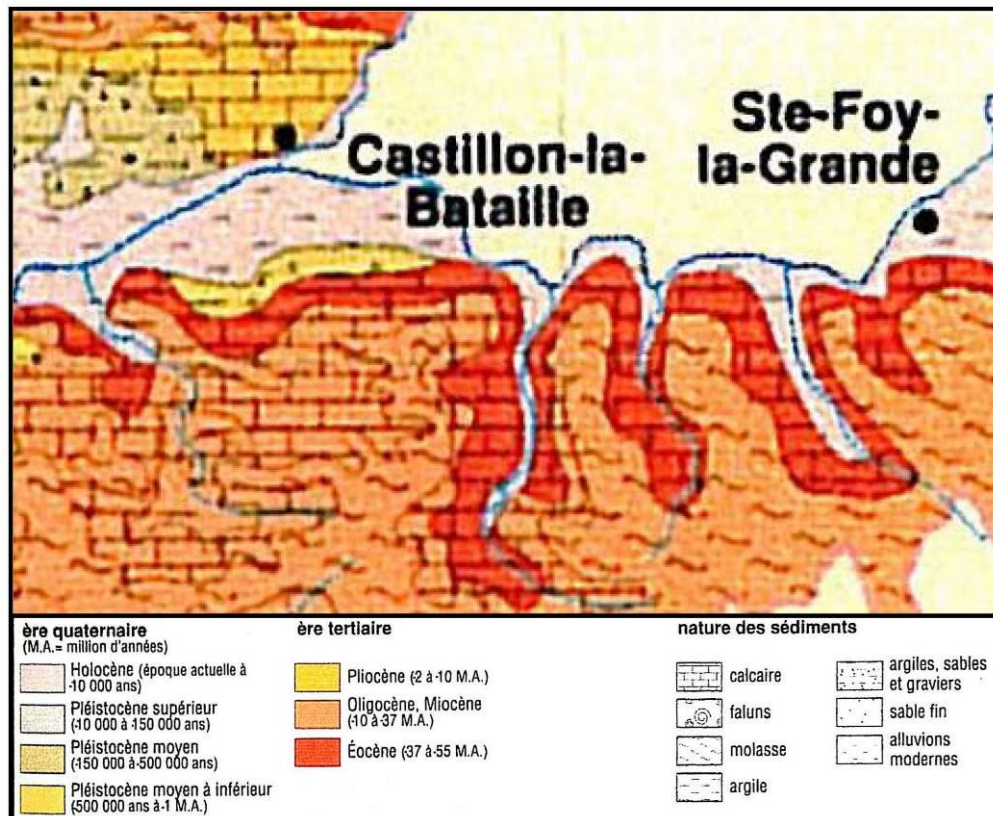 Ste-Foy-
la-Grande
Castillon-la-
Bataille
ère quaternaire
(M.A.= million d'années)
Holocène (époque actuelle à
-10 000 ans)
Pléistocène supérieur
(-10 000 à -150 000 ans)
Pléistocène moyen
(-150 000 à -500 000 ans)
Pléistocène moyen à inférieur
(-500 000 ans à -1 M.A.)
ère tertiaire
Pliocène (-2 à -10 M.A.)
Oligocène, Miocène
(-10 à -37 M.A.)
Éocène (-37 à -55 M.A.)
nature des sédiments
calcaire
faluns
molasse
argile
argiles, sables
et graviers
sable fin
alluvions
modernes